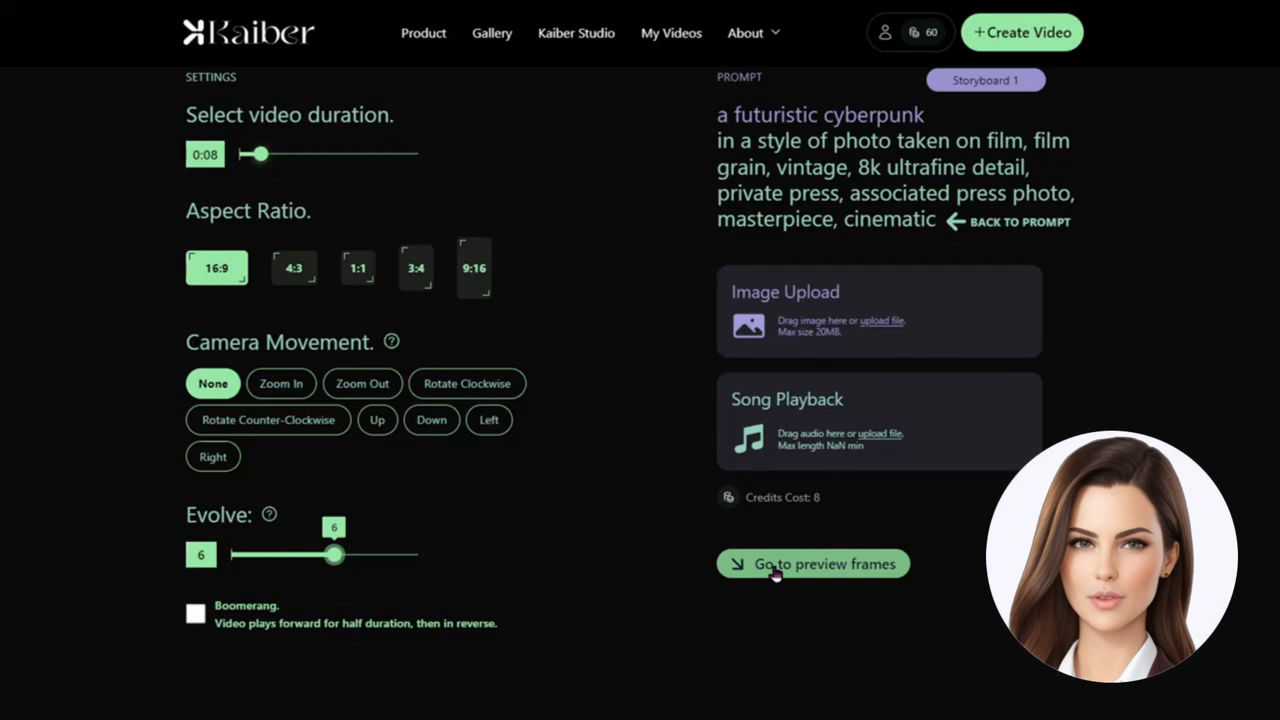 Kaiber
Product
Gallery
Kaiber Studio
My Videos
About
60
+Create Video
SETTINGS
Select video duration.
0:08
Aspect Ratio.
16:9
4:3
1:1
3:4
9:16
Camera Movement. ?
None
Zoom In
Zoom Out
Rotate Clockwise
Rotate Counter-Clockwise
Up
Down
Left
Right
Evolve: ?
6
6
Boomerang.
Video plays forward for half duration, then in reverse.
PROMPT
Storyboard 1
a futuristic cyberpunk
in a style of photo taken on film, film
grain, vintage, 8k ultrafine detail,
private press, associated press photo,
masterpiece, cinematic
BACK TO PROMPT
Image Upload
Drag image here or upload file.
Max size 20MB.
Song Playback
Drag audio here or upload file.
Max length NaN min
Credits Cost: 8
Go to preview frames